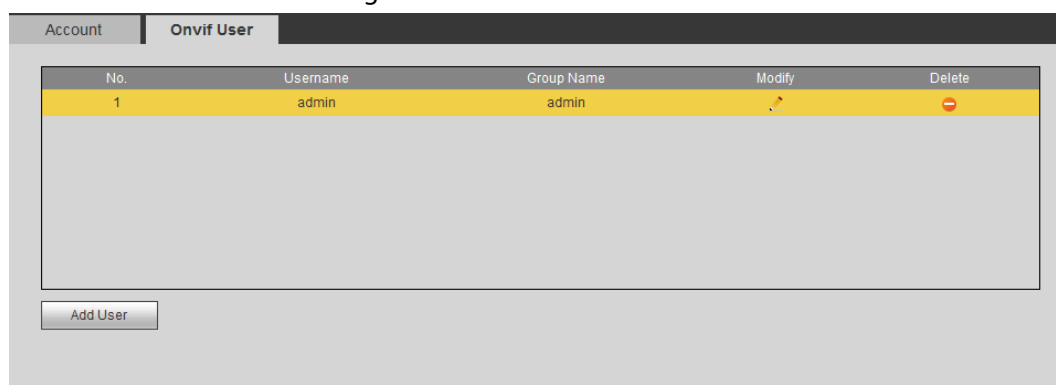 Account Onvif User
No. Username Group Name Modify Delete
1 admin admin
Add User